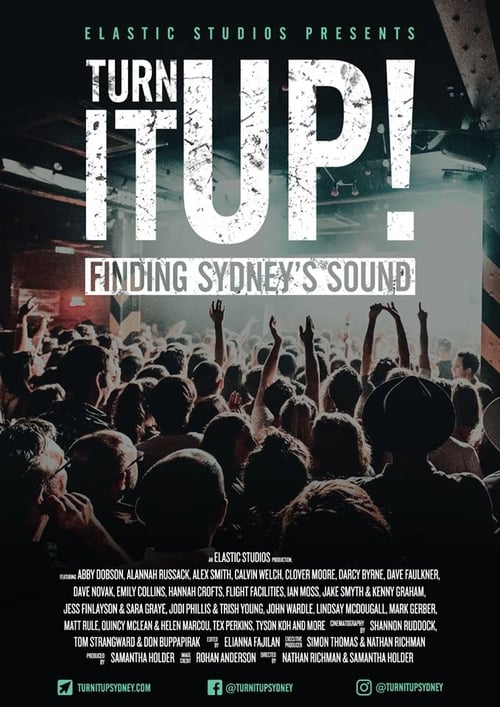 ELASTIC STUDIOS PRESENTS
TURN
IT UP!
FINDING SYDNEY'S SOUND
AN ELASTIC STUDIOS PRODUCTION.
FEATURING ABBY DOBSON, ALANNAH RUSSACK, ALEX SMITH, CALVIN WELCH, CLOVER MOORE, DARCY BYRNE, DAVE FAULKNER,
DAVE NOVAK, EMILY COLLINS, HANNAH CROFTS, FLIGHT FACILITIES, IAN MOSS, JAKE SMYTH & KENNY GRAHAM,
JESS FINLAYSON & SARA GRAYE, JODI PHILLIS & TRISH YOUNG, JOHN WARDLE, LINDSAY MCDOUGALL, MARK GERBER,
MATT RULE, QUINCY MCLEAN & HELEN MARCOU, TEX PERKINS, TYSON KOH AND MORE CINEMATOGRAPHY BY SHANNON RUDDOCK,
TOM STRANGWARD & DON BUPPAPIRAK EDITED BY ELIANNA FAJILAN EXECUTIVE PRODUCER SIMON THOMAS & NATHAN RICHMAN
PRODUCED BY SAMANTHA HOLDER IMAGE CREDIT ROHAN ANDERSON DIRECTED BY NATHAN RICHMAN & SAMANTHA HOLDER
TURNITUPSYDNEY.COM @TURNITUPSYDNEY @TURNITUPSYDNEY